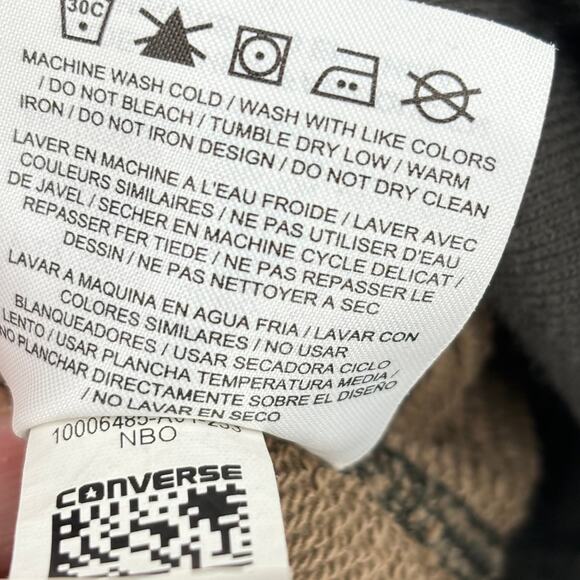 30C
MACHINE WASH COLD / WASH WITH LIKE COLORS
/ DO NOT BLEACH / TUMBLE DRY LOW / WARM
IRON / DO NOT IRON DESIGN / DO NOT DRY CLEAN
LAVER EN MACHINE A L'EAU FROIDE / LAVER AVEC
COULEURS SIMILAIRES / NE PAS UTILISER D'EAU
DE JAVEL / SECHER EN MACHINE CYCLE DELICAT /
REPASSER FER TIEDE / NE PAS REPASSER LE
DESSIN / NE PAS NETTOYER A SEC
LAVAR A MAQUINA EN AGUA FRIA / LAVAR CON
COLORES SIMILARES / NO USAR
BLANQUEADORES / USAR SECADORA CICLO
LENTO / USAR PLANCHA TEMPERATURA MEDIA /
NO PLANCHAR DIRECTAMENTE SOBRE EL DISEÑO
/ NO LAVAR EN SECO
NBO
CONVERSE